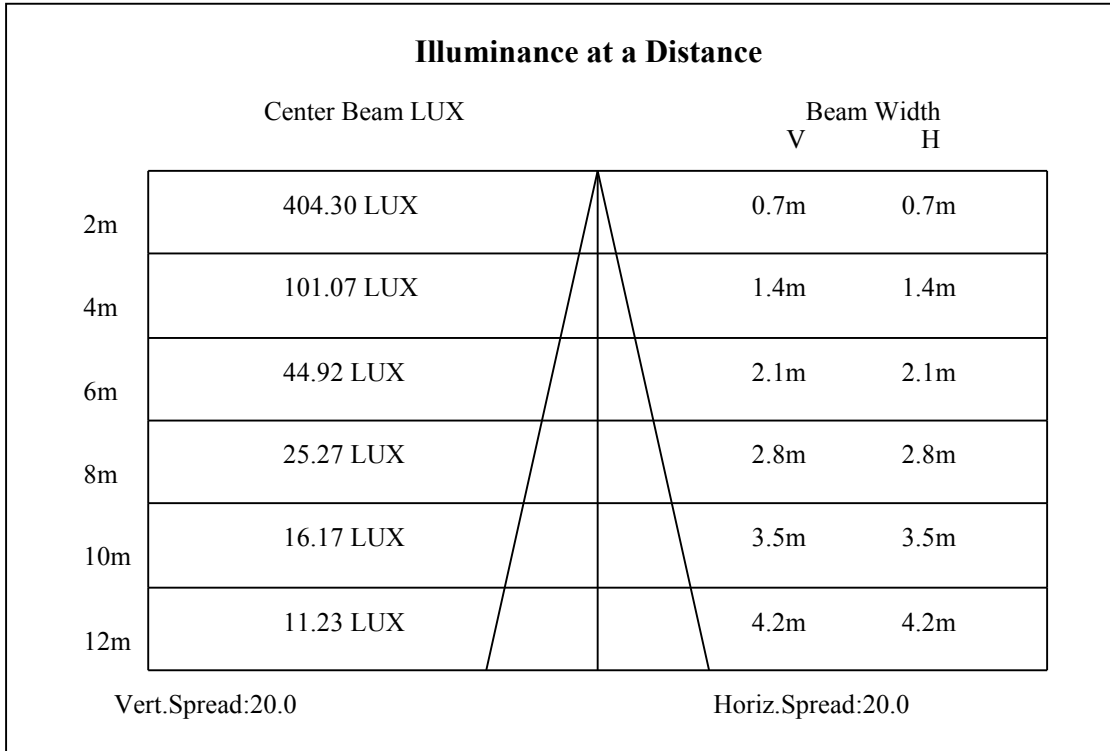 Illuminance at a Distance
Center Beam LUX Beam Width
V H
2m 404.30 LUX 0.7m 0.7m
4m 101.07 LUX 1.4m 1.4m
6m 44.92 LUX 2.1m 2.1m
8m 25.27 LUX 2.8m 2.8m
10m 16.17 LUX 3.5m 3.5m
12m 11.23 LUX 4.2m 4.2m
Vert.Spread:20.0 Horiz.Spread:20.0